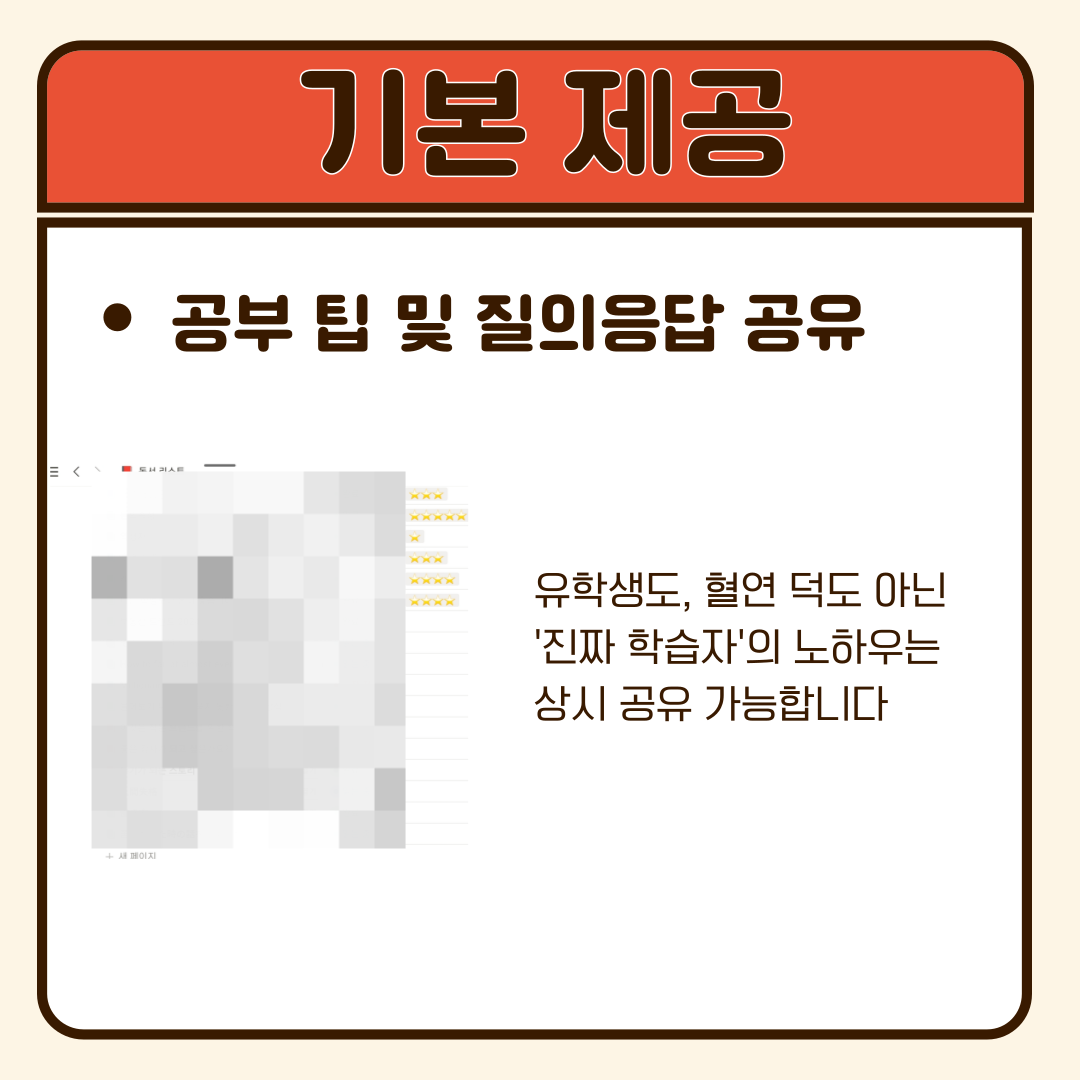 기본 제공
• 공부 팁 및 질의응답 공유
독서 리스트
유학생도, 혈연 덕도 아닌
'진짜 학습자'의 노하우는
상시 공유 가능합니다
+ 새 페이지